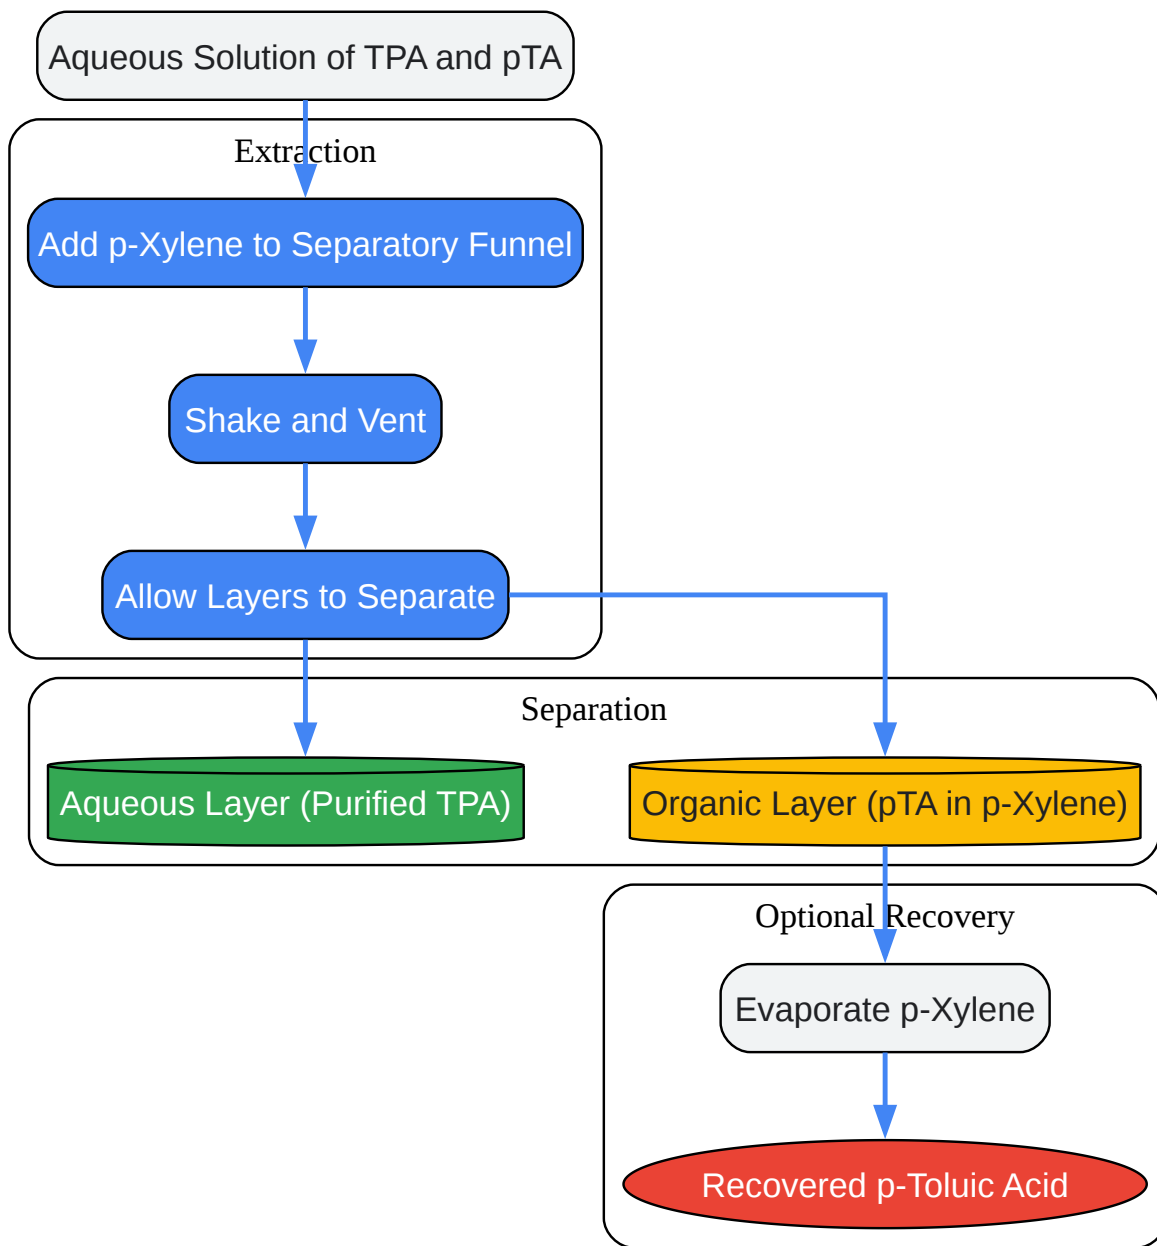 Aqueous Solution of TPA and pTA
Extraction
Add p-Xylene to Separatory Funnel
Shake and Vent
Allow Layers to Separate
Separation
Aqueous Layer (Purified TPA)
Organic Layer (pTA in p-Xylene)
Optional Recovery
Evaporate p-Xylene
Recovered p-Toluic Acid